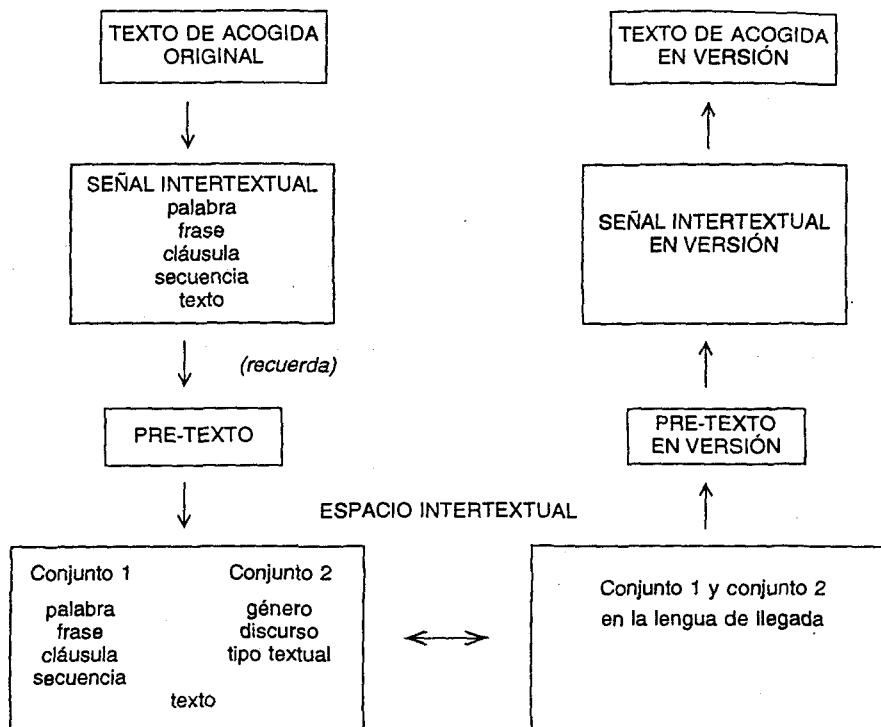 TEXTO DE ACOGIDA
ORIGINAL
SEÑAL INTERTEXTUAL
palabra
frase
cláusula
secuencia
texto
(recuerda)
PRE-TEXTO
ESPACIO INTERTEXTUAL
Conjunto 1
palabra
frase
cláusula
secuencia
Conjunto 2
género
discurso
tipo textual
texto
Conjunto 1 y conjunto 2
en la lengua de llegada
PRE-TEXTO
EN VERSIÓN
SEÑAL INTERTEXTUAL
EN VERSIÓN
TEXTO DE ACOGIDA
EN VERSIÓN